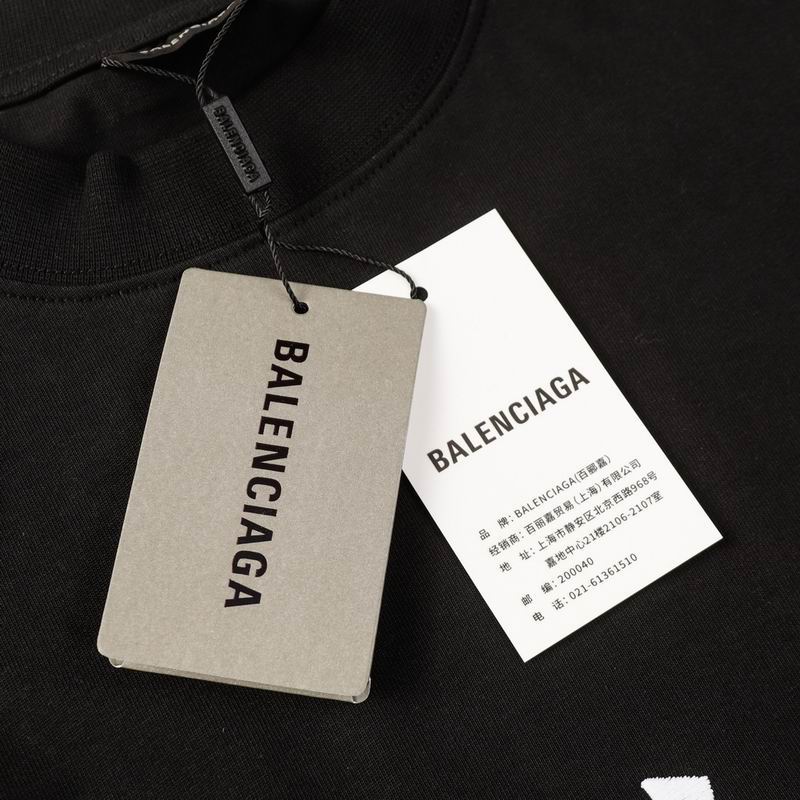 BALENCIAGA
BALENCIAGA
BALENCIAGA
BALENCIAGA
品 牌：BALENCIAGA(百郦嘉)
经销商：百丽嘉贸易(上海)有限公司
地 址：上海市静安区北京西路968号
嘉地中心21楼2106-2107室
邮 编：200040
电 话：021-61361510